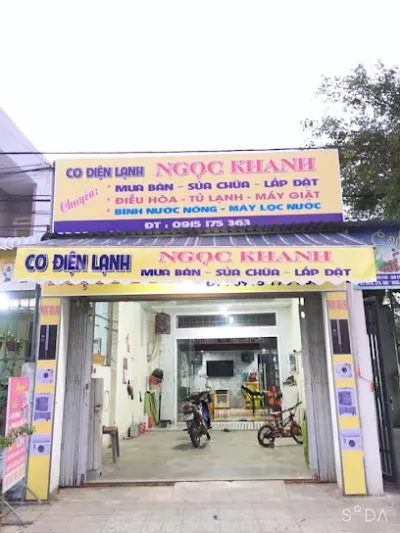 CƠ ĐIỆN LẠNH NGỌC KHANH
Chuyên:
* MUA BÁN - SỬA CHỮA - LẮP ĐẶT
* ĐIỀU HÒA - TỦ LẠNH - MÁY GIẶT
* BÌNH NƯỚC NÓNG - MÁY LỌC NƯỚC
ĐT : 0915 175 363
CƠ ĐIỆN LẠNH NGỌC KHANH
MUA BÁN - SỬA CHỮA - LẮP ĐẶT
SODA